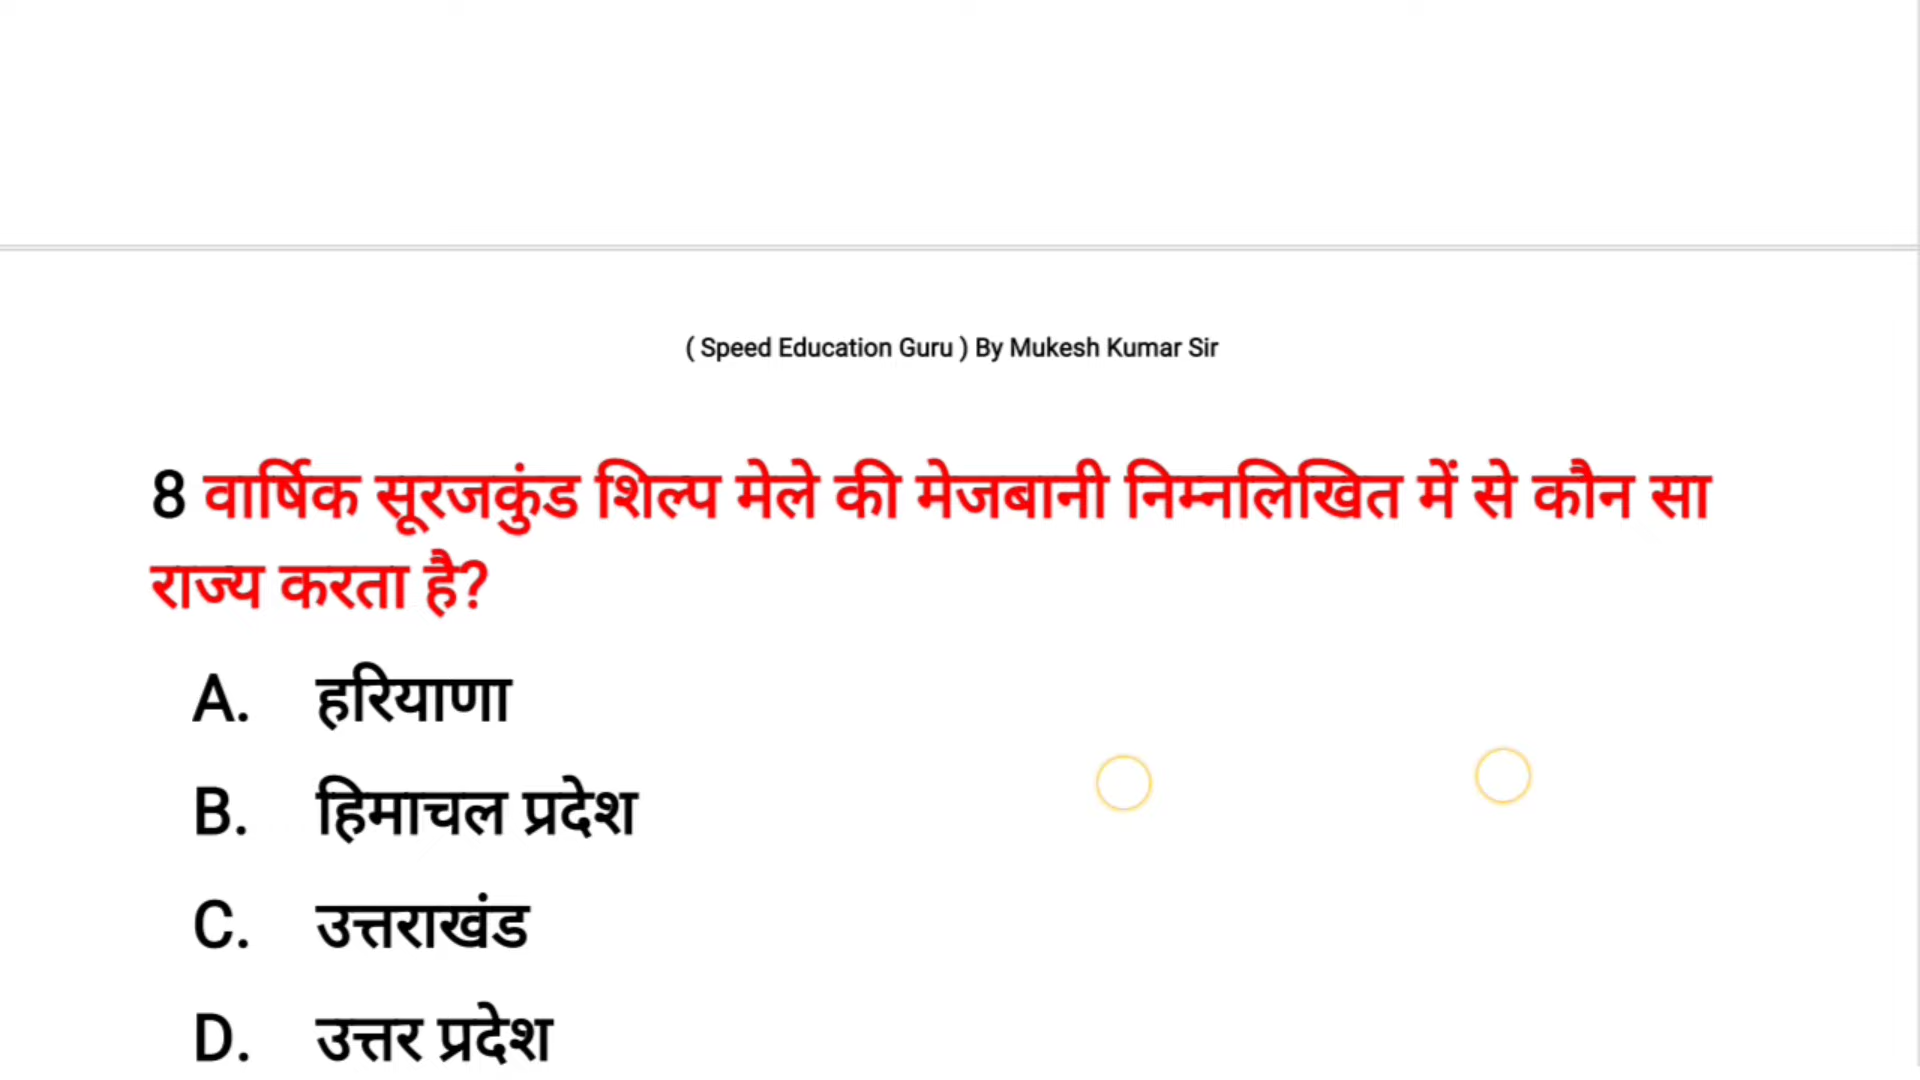 ( Speed Education Guru ) By Mukesh Kumar Sir
8 वार्षिक सूरजकुंड शिल्प मेले की मेजबानी निम्नलिखित में से कौन सा
राज्य करता है?
A. हरियाणा
B. हिमाचल प्रदेश
C. उत्तराखंड
D. उत्तर प्रदेश